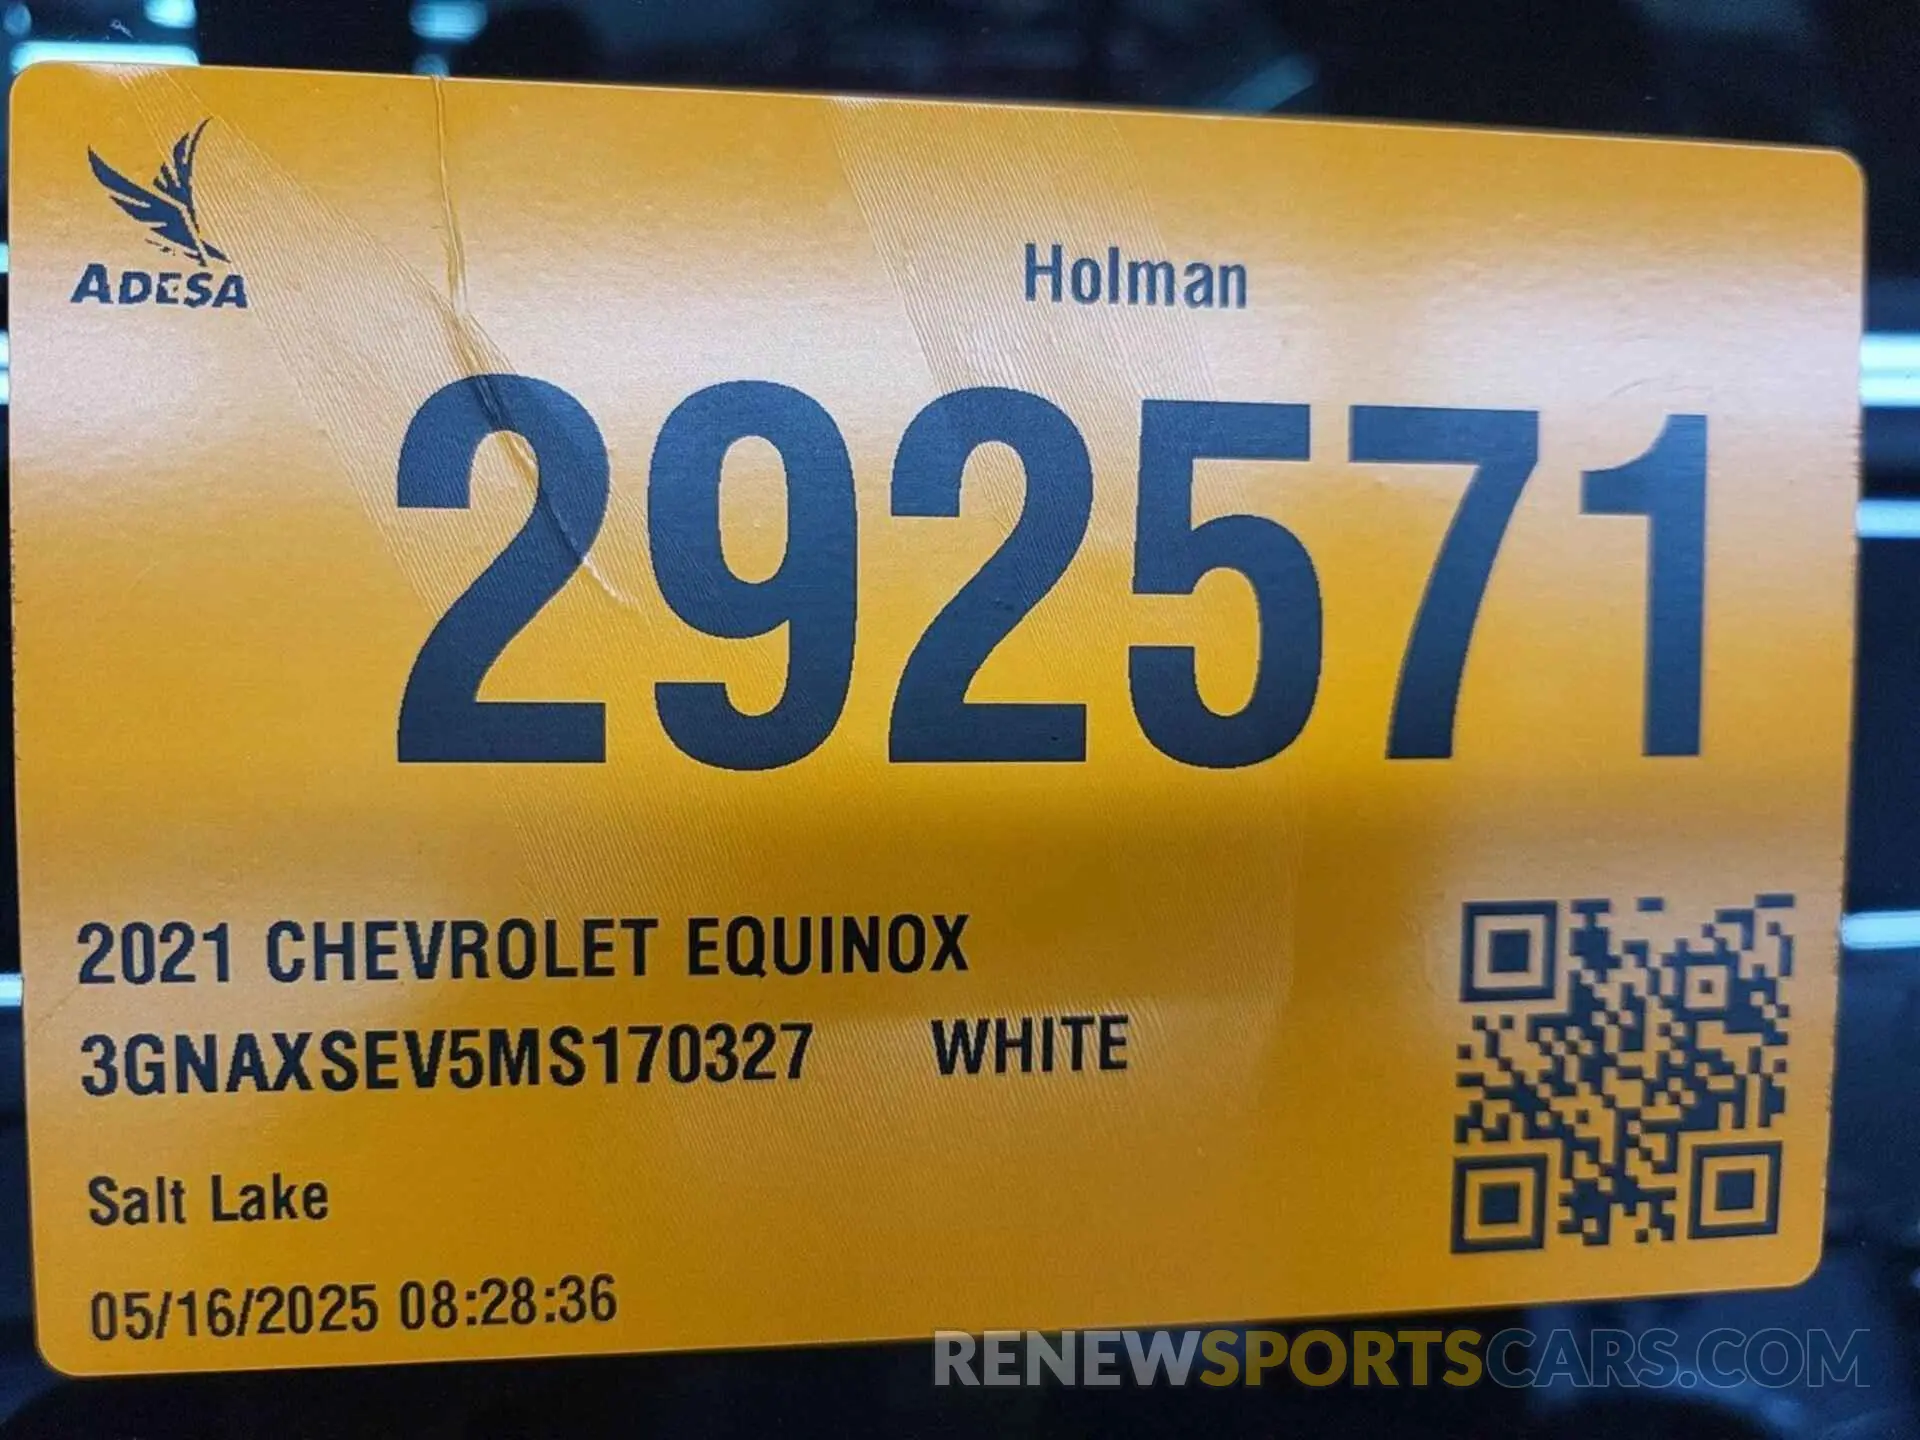 ADESA
Holman
292571
2021 CHEVROLET EQUINOX
3GNAXSEV5MS170327 WHITE
Salt Lake
05/16/2025 08:28:36
RENEWSPORTSCARS.COM